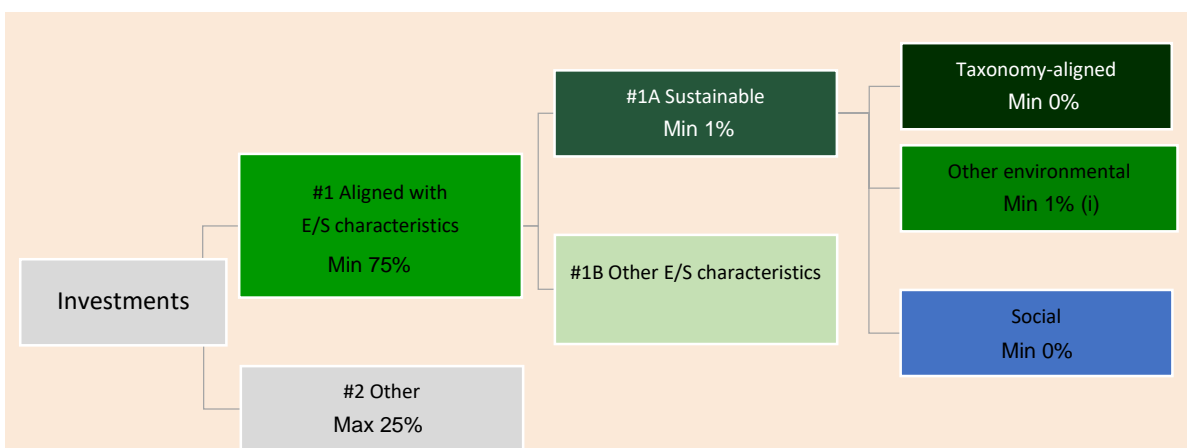 Investments
#1 Aligned with
E/S characteristics
Min 75%
#2 Other
Max 25%
#1A Sustainable
Min 1%
#1B Other E/S characteristics
Taxonomy-aligned
Min 0%
Other environmental
Min 1% (i)
Social
Min 0%